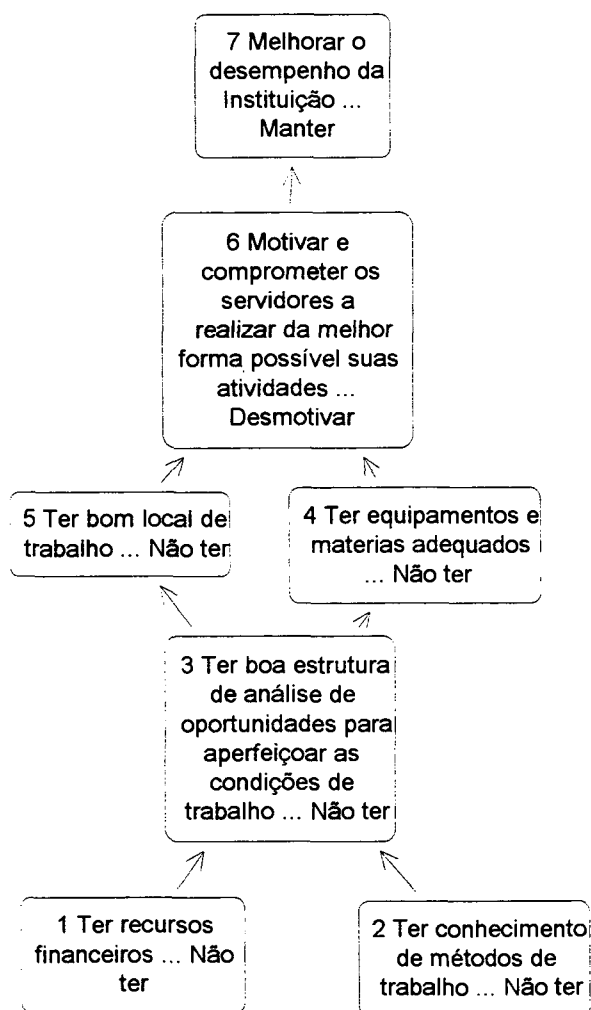 7 Melhorar o
desempenho da
Instituição ...
Manter
6 Motivar e
comprometer os
servidores a
realizar da melhor
forma possível suas
atividades ...
Desmotivar
5 Ter bom local de
trabalho ... Não ter
4 Ter equipamentos e
materias adequados
... Não ter
3 Ter boa estrutura
de análise de
oportunidades para
aperfeiçoar as
condições de
trabalho ... Não ter
1 Ter recursos
financeiros ... Não
ter
2 Ter conhecimento
de métodos de
trabalho ... Não ter